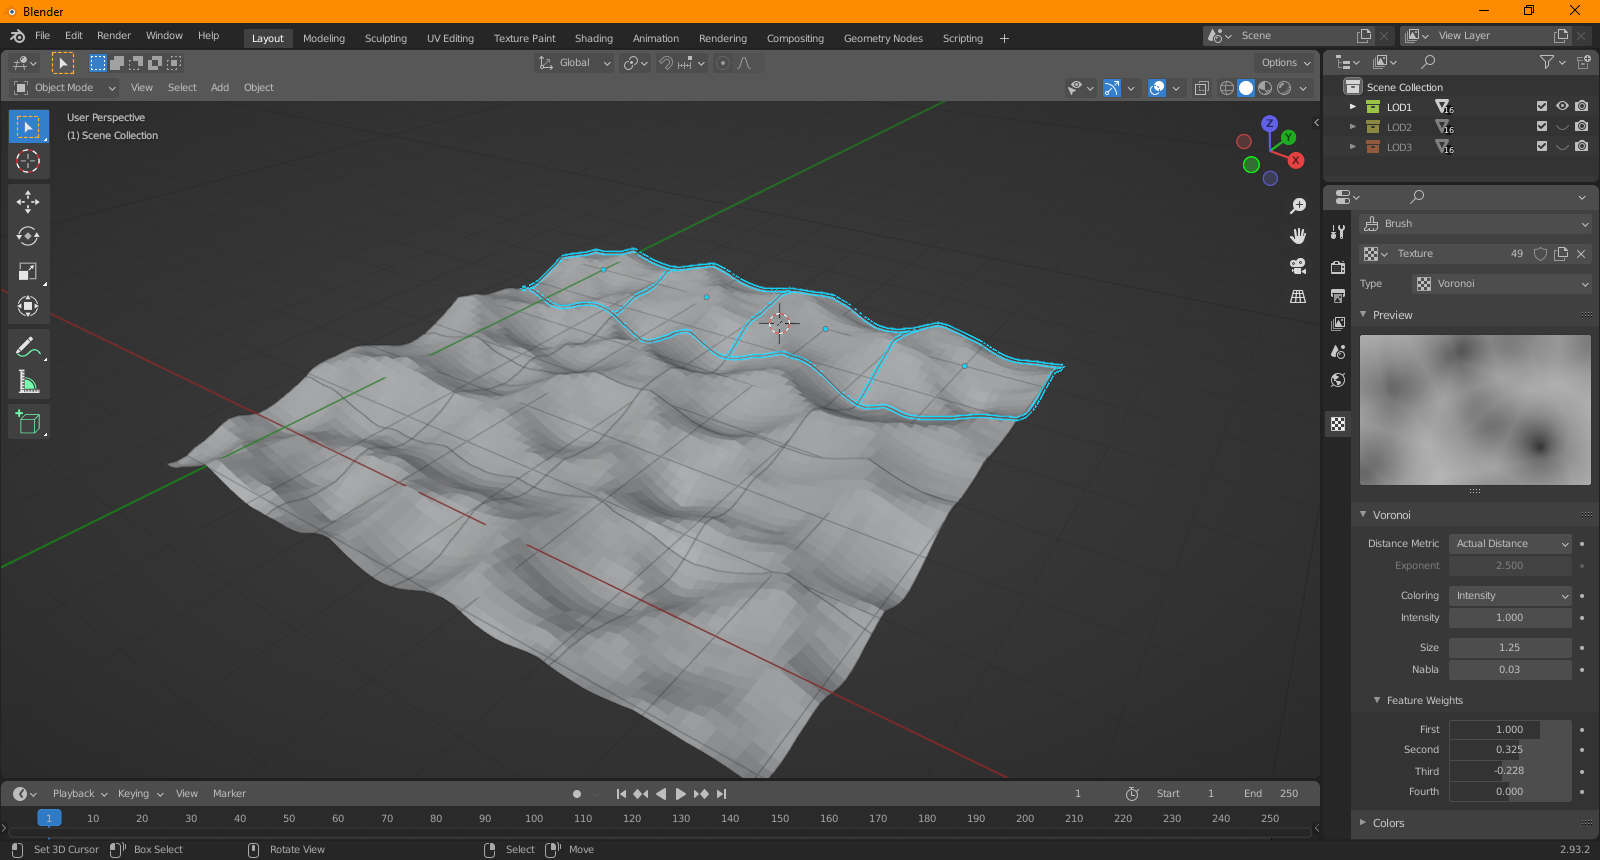 Blender
File Edit Render Window Help Layout Modeling Sculpting UV Editing Texture Paint Shading Animation Rendering Compositing Geometry Nodes Scripting + Scene View Layer
Global Options
Object Mode View Select Add Object
User Perspective
(1) Scene Collection
Z
Y
X
Scene Collection
LOD1 16
LOD2 16
LOD3 16
Brush
Texture 49
Type Voronoi
Preview
Voronoi
Distance Metric Actual Distance
Exponent 2.500
Coloring Intensity
Intensity 1.000
Size 1.25
Nabla 0.03
Feature Weights
First 1.000
Second 0.325
Third -0.228
Fourth 0.000
Colors
Playback Keying View Marker 1 Start 1 End 250
1 10 20 30 40 50 60 70 80 90 100 110 120 130 140 150 160 170 180 190 200 210 220 230 240 250
Set 3D Cursor Box Select Rotate View Select Move 2.93.2